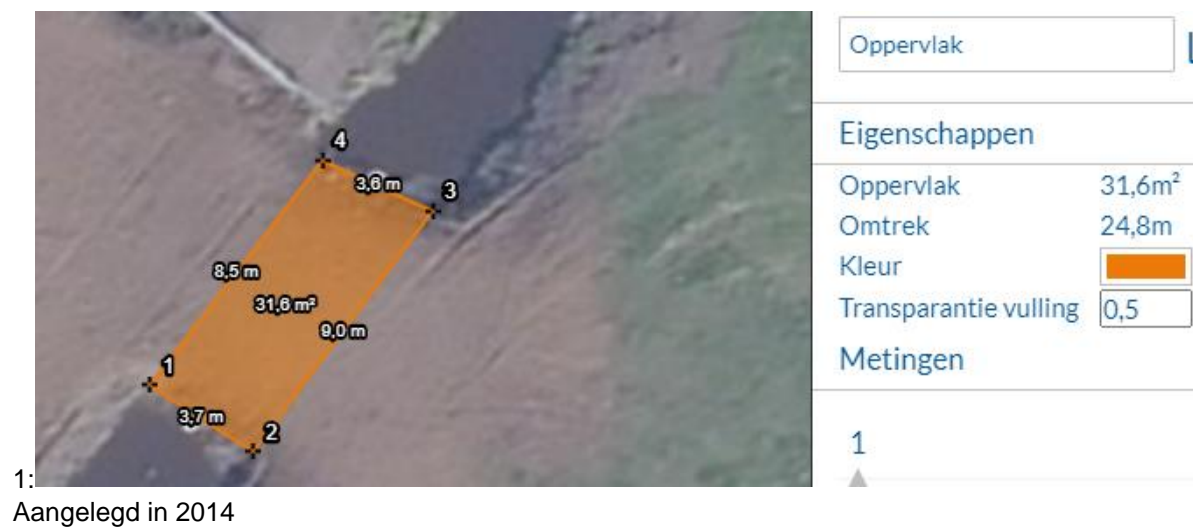 Oppervlak
Eigenschappen
Oppervlak 31,6m²
Omtrek 24,8m
Kleur
Transparantie vulling 0,5
Metingen
1
4
3,6 m
3
8,5 m
31,6 m²
9,0 m
1
3,7 m
2
1:
Aangelegd in 2014